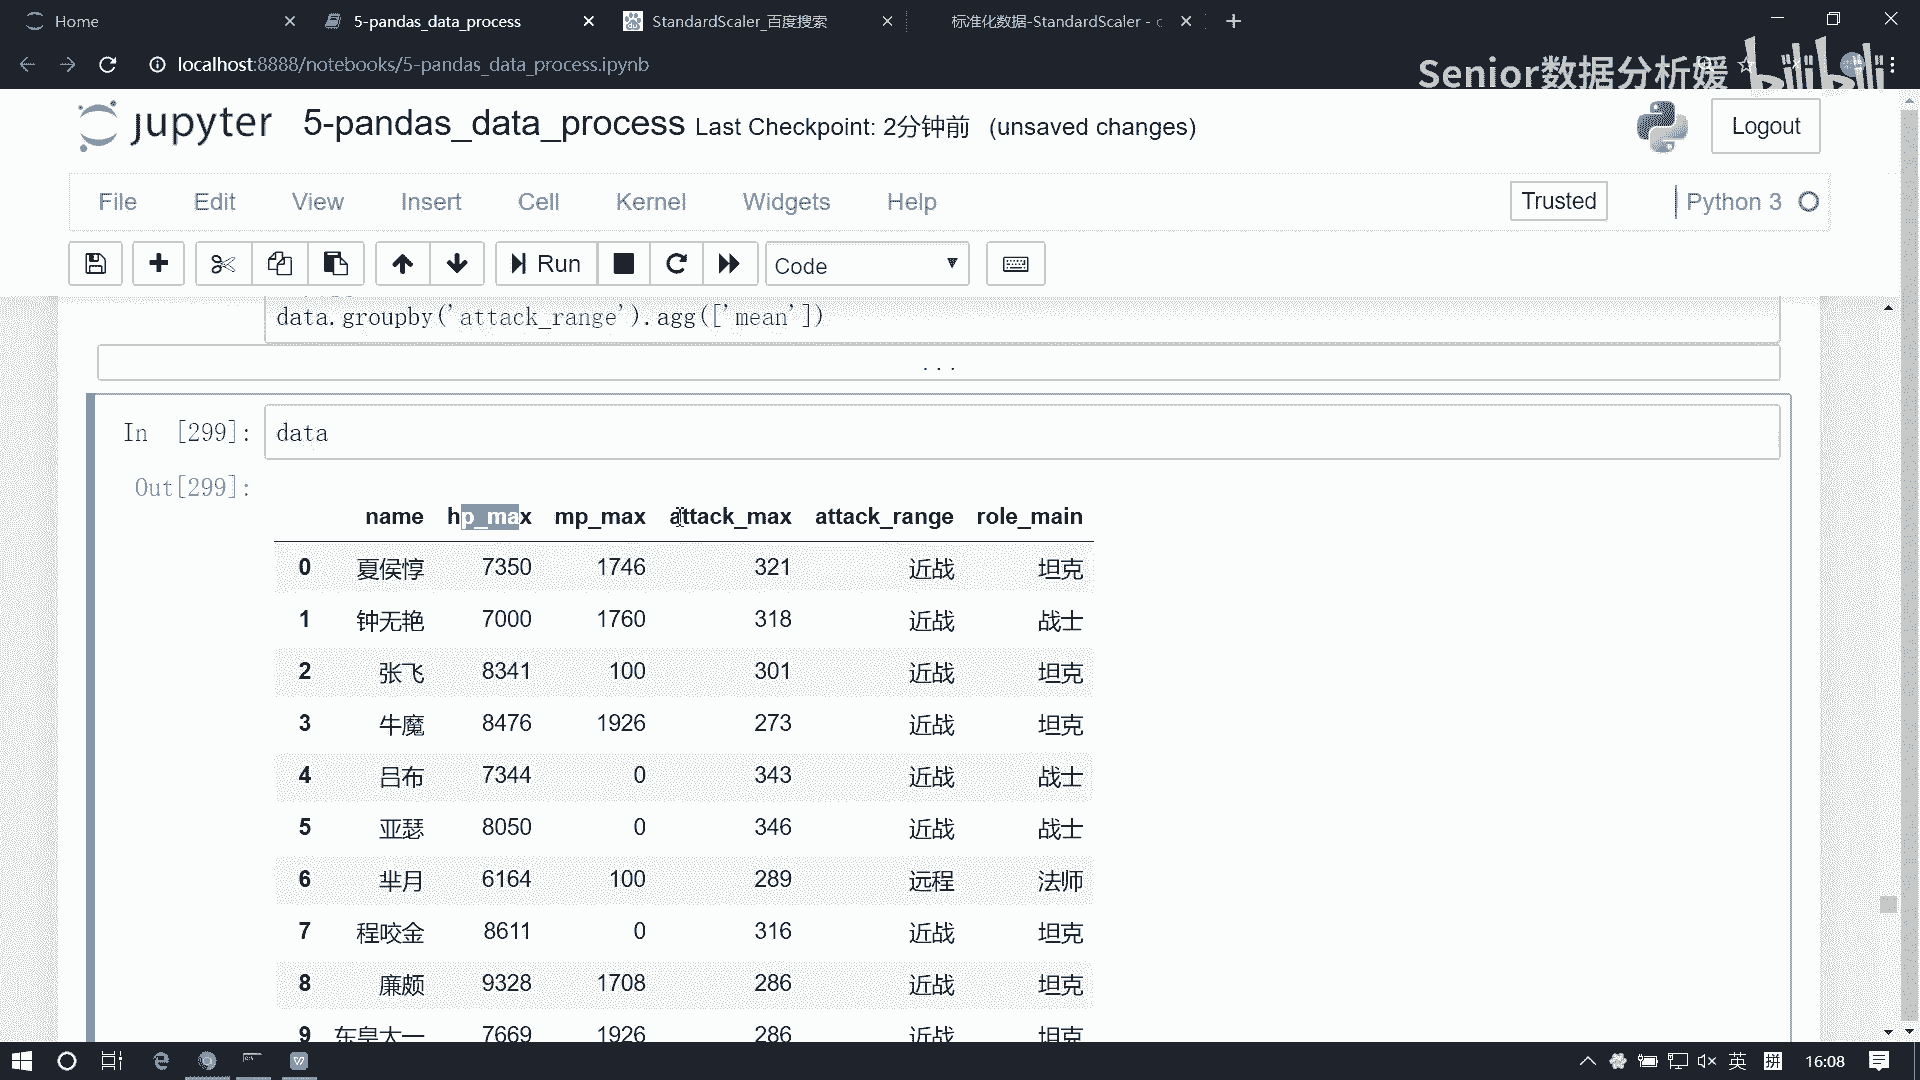 Home
5-pandas_data_process
StandardScaler_百度搜索
标准化数据-StandardScaler - c
localhost:8888/notebooks/5-pandas_data_process.ipynb
Senior数据分析媛 bilibili
jupyter 5-pandas_data_process Last Checkpoint: 2分钟前 (unsaved changes)
Logout
File Edit View Insert Cell Kernel Widgets Help Trusted Python 3
Run Code
data.groupby('attack_range').agg(['mean'])
...
In [299]: data
Out[299]:
name hp_max mp_max attack_max attack_range role_main
0 夏侯惇 7350 1746 321 近战 坦克
1 钟无艳 7000 1760 318 近战 战士
2 张飞 8341 100 301 近战 坦克
3 牛魔 8476 1926 273 近战 坦克
4 吕布 7344 0 343 近战 战士
5 亚瑟 8050 0 346 近战 战士
6 芈月 6164 100 289 远程 法师
7 程咬金 8611 0 316 近战 坦克
8 廉颇 9328 1708 286 近战 坦克
9 东皇太一 7669 1926 286 近战 坦克
英 拼 16:08